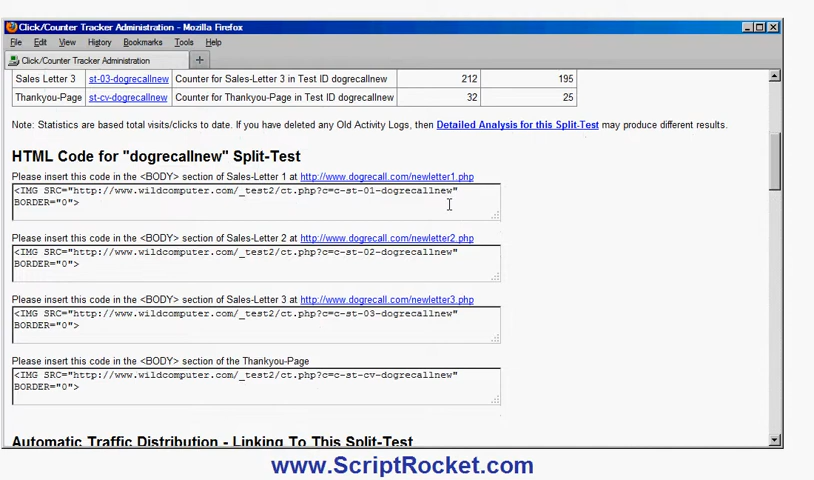 Click/Counter Tracker Administration - Mozilla Firefox
File Edit View History Bookmarks Tools Help
Click/Counter Tracker Administration
Sales Letter 3 st-03-dogrecallnew Counter for Sales-Letter 3 in Test ID dogrecallnew 212 195
Thankyou-Page st-cv-dogrecallnew Counter for Thankyou-Page in Test ID dogrecallnew 32 25
Note: Statistics are based total visits/clicks to date. If you have deleted any Old Activity Logs, then Detailed Analysis for this Split-Test may produce different results.
HTML Code for "dogrecallnew" Split-Test
Please insert this code in the <BODY> section of Sales-Letter 1 at http://www.dogrecall.com/newletter1.php
<IMG SRC="http://www.wildcomputer.com/_test2/ct.php?c=c-st-01-dogrecallnew"
BORDER="0">
Please insert this code in the <BODY> section of Sales-Letter 2 at http://www.dogrecall.com/newletter2.php
<IMG SRC="http://www.wildcomputer.com/_test2/ct.php?c=c-st-02-dogrecallnew"
BORDER="0">
Please insert this code in the <BODY> section of Sales-Letter 3 at http://www.dogrecall.com/newletter3.php
<IMG SRC="http://www.wildcomputer.com/_test2/ct.php?c=c-st-03-dogrecallnew"
BORDER="0">
Please insert this code in the <BODY> section of the Thankyou-Page
<IMG SRC="http://www.wildcomputer.com/_test2/ct.php?c=c-st-cv-dogrecallnew"
BORDER="0">
Automatic Traffic Distribution - Linking To This Split-Test
www.ScriptRocket.com